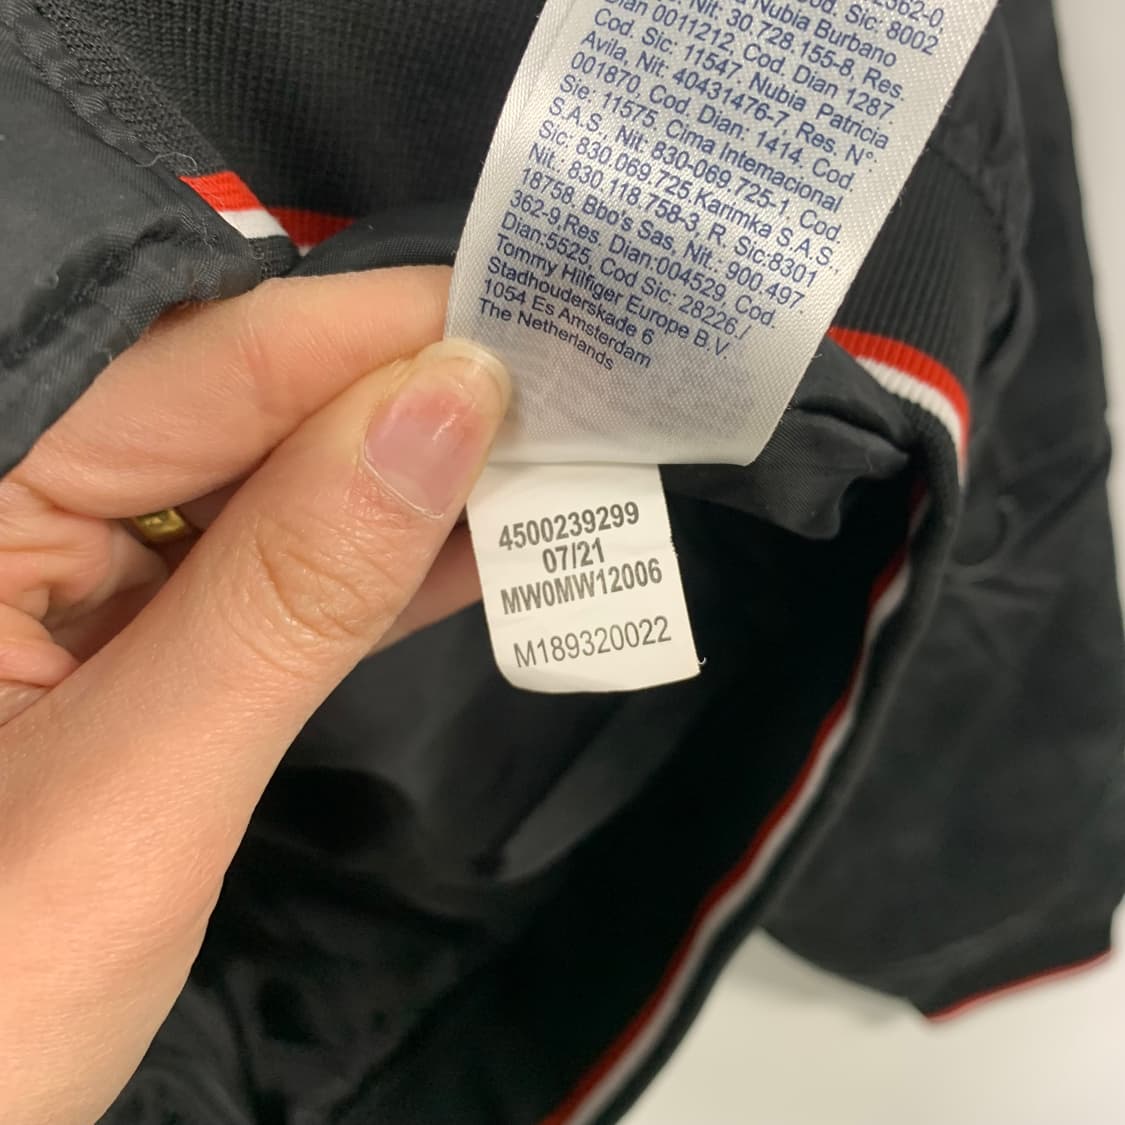 362-0,
Nubia Burbano
od. Sic: 8002
Nit: 30.728.155-8, Res.
Dian 0011212, Cod. Dian 1287
Cod. Sic: 11547, Nubia Patricia
Avila, Nit: 40431476-7, Res. N°.
001870, Cod. Dian: 1414, Cod.
Sie: 11575, Cima Internacional
S.A.S., Nit: 830-069.725-1, Cod.
Sic: 830.069.725,Karimka S.A.S.,
Nit.: 830.118.758-3, R. Sic:8301
18758, Bbo's Sas, Nit.: 900.497.
362-9,Res. Dian:004529, Cod.
Dian:5525, Cod Sic: 28226./
Tommy Hilfiger Europe B.V.
Stadhouderskade 6
1054 Es Amsterdam
The Netherlands
4500239299
07/21
MW0MW12006
M189320022